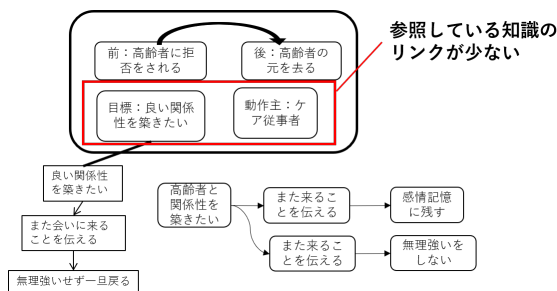 参照している知識の
リンクが少ない
前：高齢者に拒
否をされる
後：高齢者の
元を去る
目標：良い関係
性を築きたい
動作主：ケ
ア従事者
良い関係性
を築きたい
また会いに来る
ことを伝える
無理強いせず一旦戻る
高齢者と
関係性を
築きたい
また来るこ
とを伝える
感情記憶
に残す
また来るこ
とを伝える
無理強いを
しない